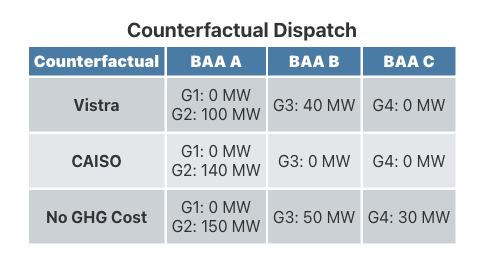 Counterfactual Dispatch
Counterfactual BAA A BAA B BAA C
Vistra G1: 0 MW G2: 100 MW G3: 40 MW G4: 0 MW
CAISO G1: 0 MW G2: 140 MW G3: 0 MW G4: 0 MW
No GHG Cost G1: 0 MW G2: 150 MW G3: 50 MW G4: 30 MW